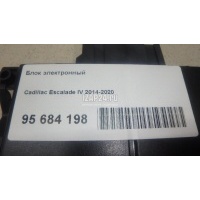 Блок электронный
Cadillac Escalade IV 2014-2020
95 684 198